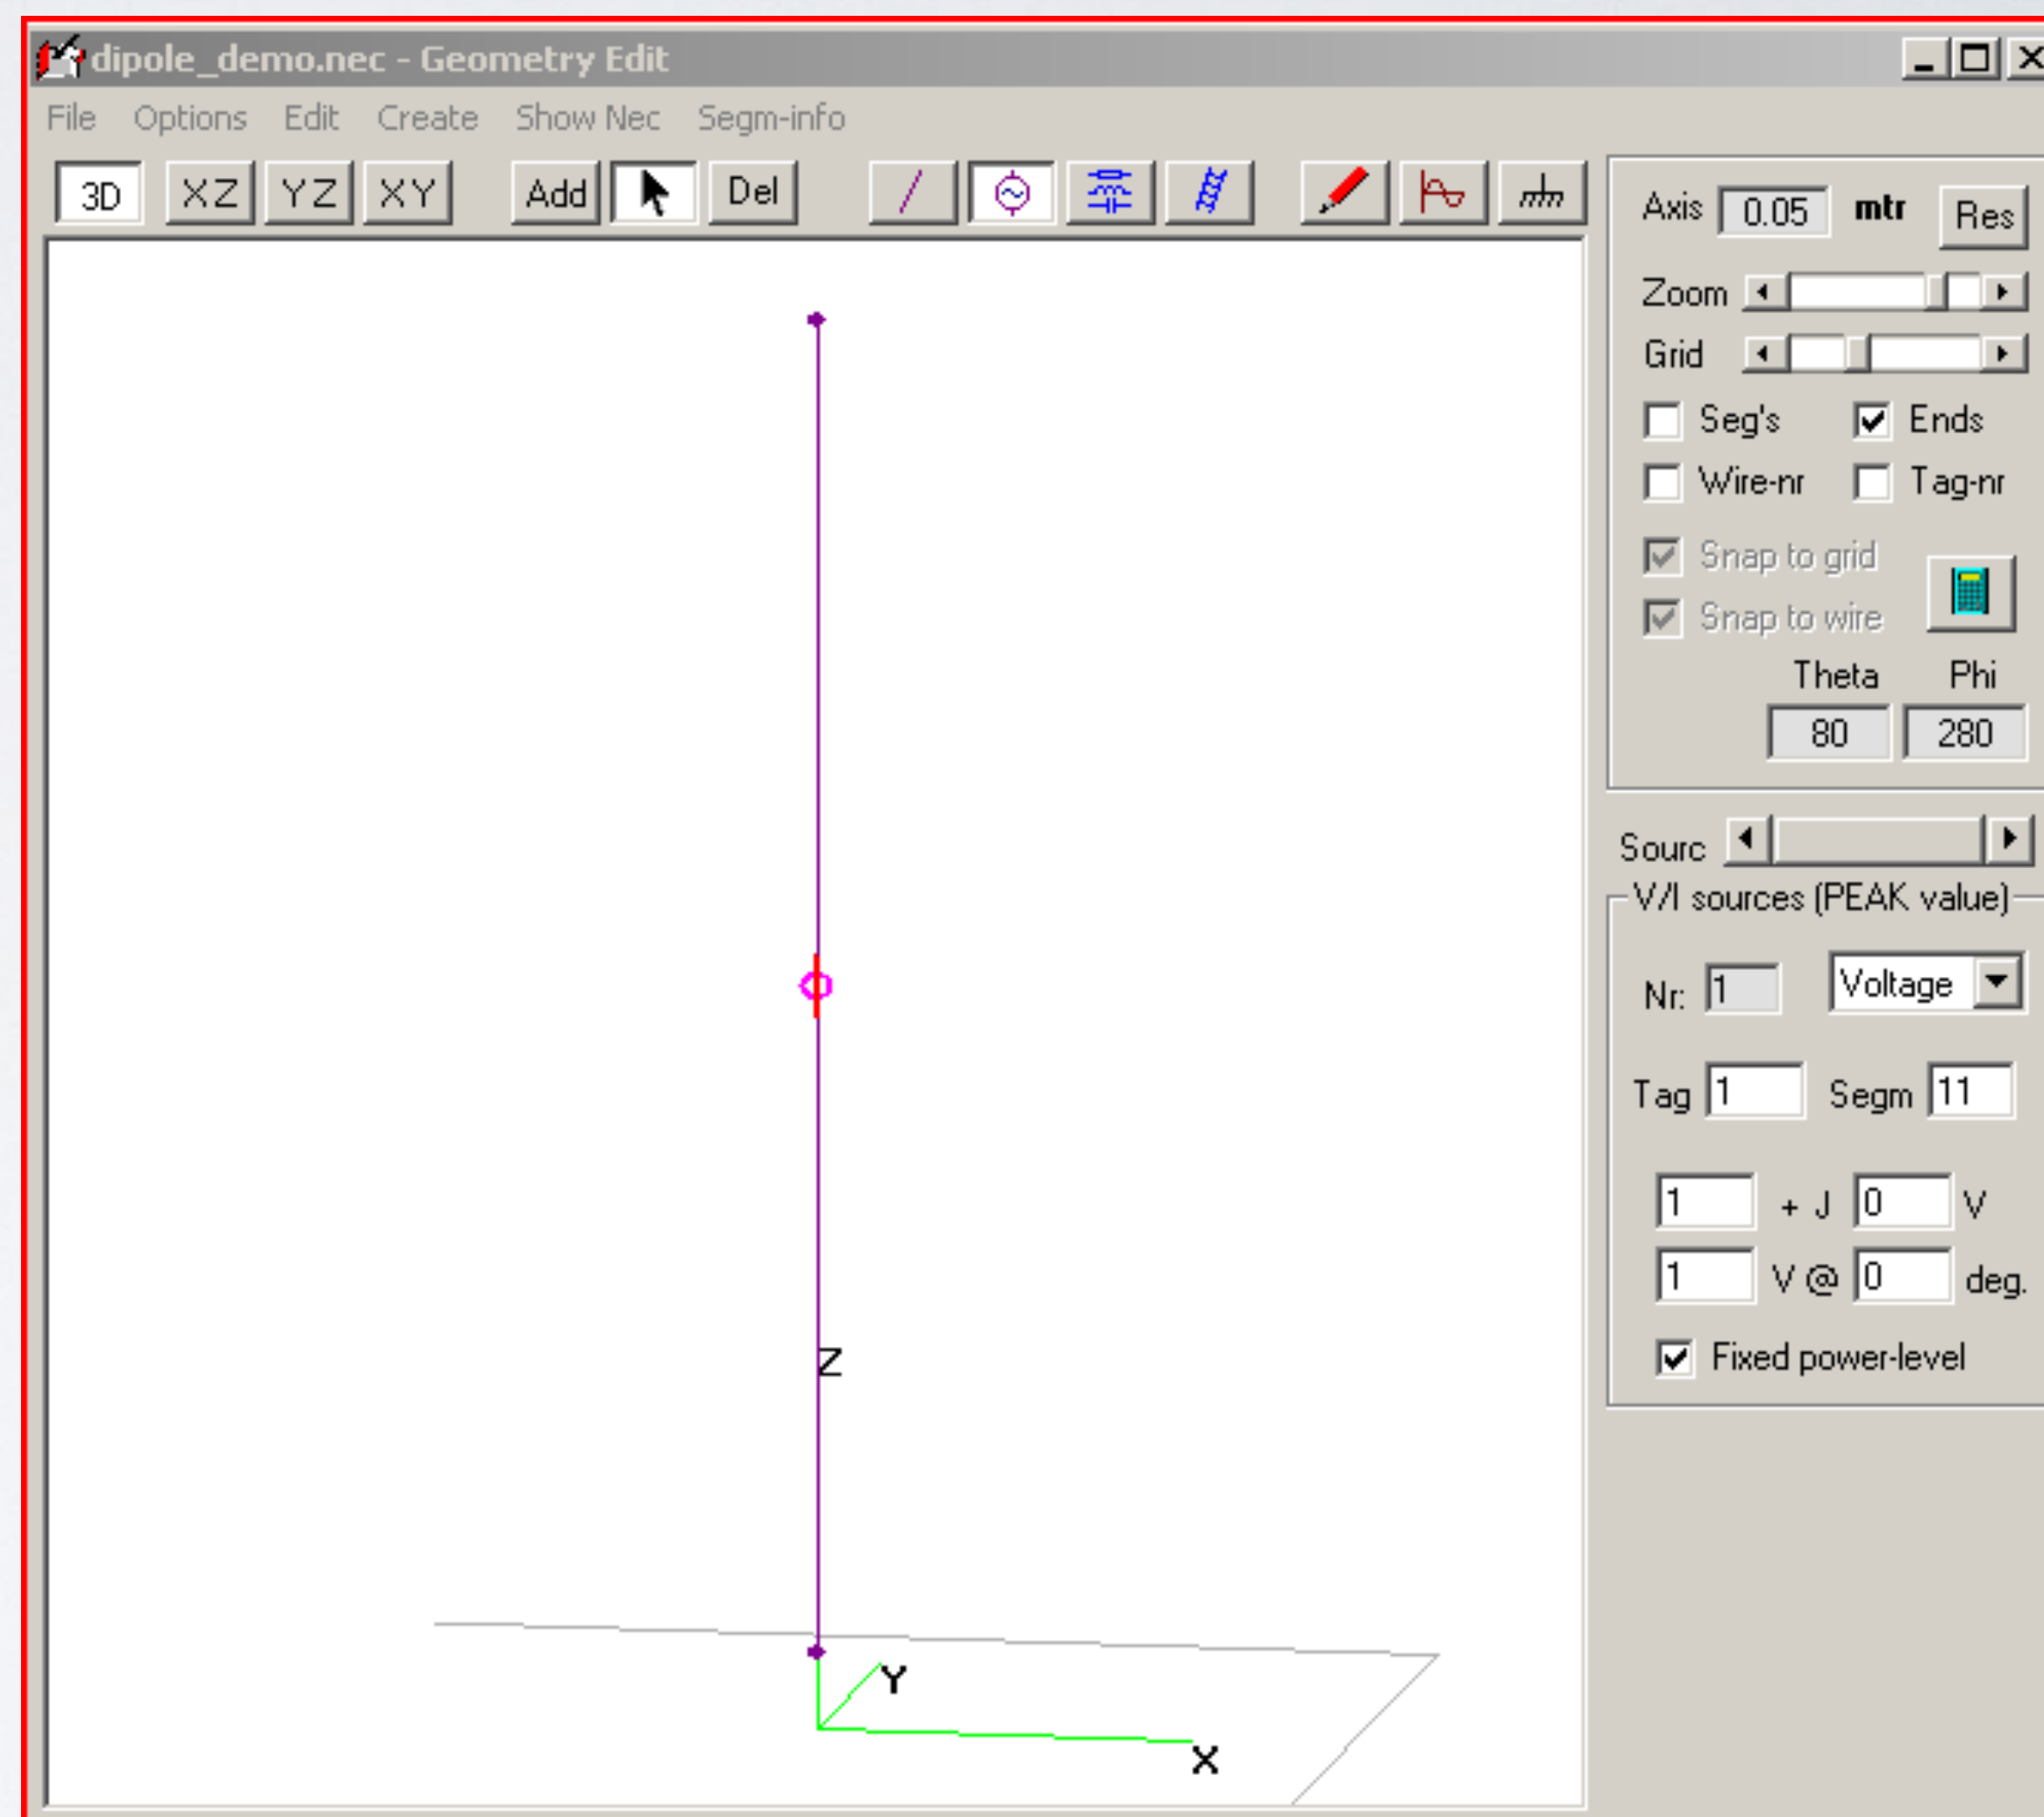 dipole_demo.nec - Geometry Edit
File Options Edit Create Show Nec Segm-info
3D XZ YZ XY Add Del
Axis 0.05 mtr Res
Zoom
Grid
Seg's Ends
Wire-nr Tag-nr
Snap to grid
Snap to wire
Theta Phi
80 280
Sourc
V/I sources (PEAK value)
Nr: 1 Voltage
Tag 1 Segm 11
1 + J 0 V
1 V @ 0 deg.
Fixed power-level
Z
Y
X